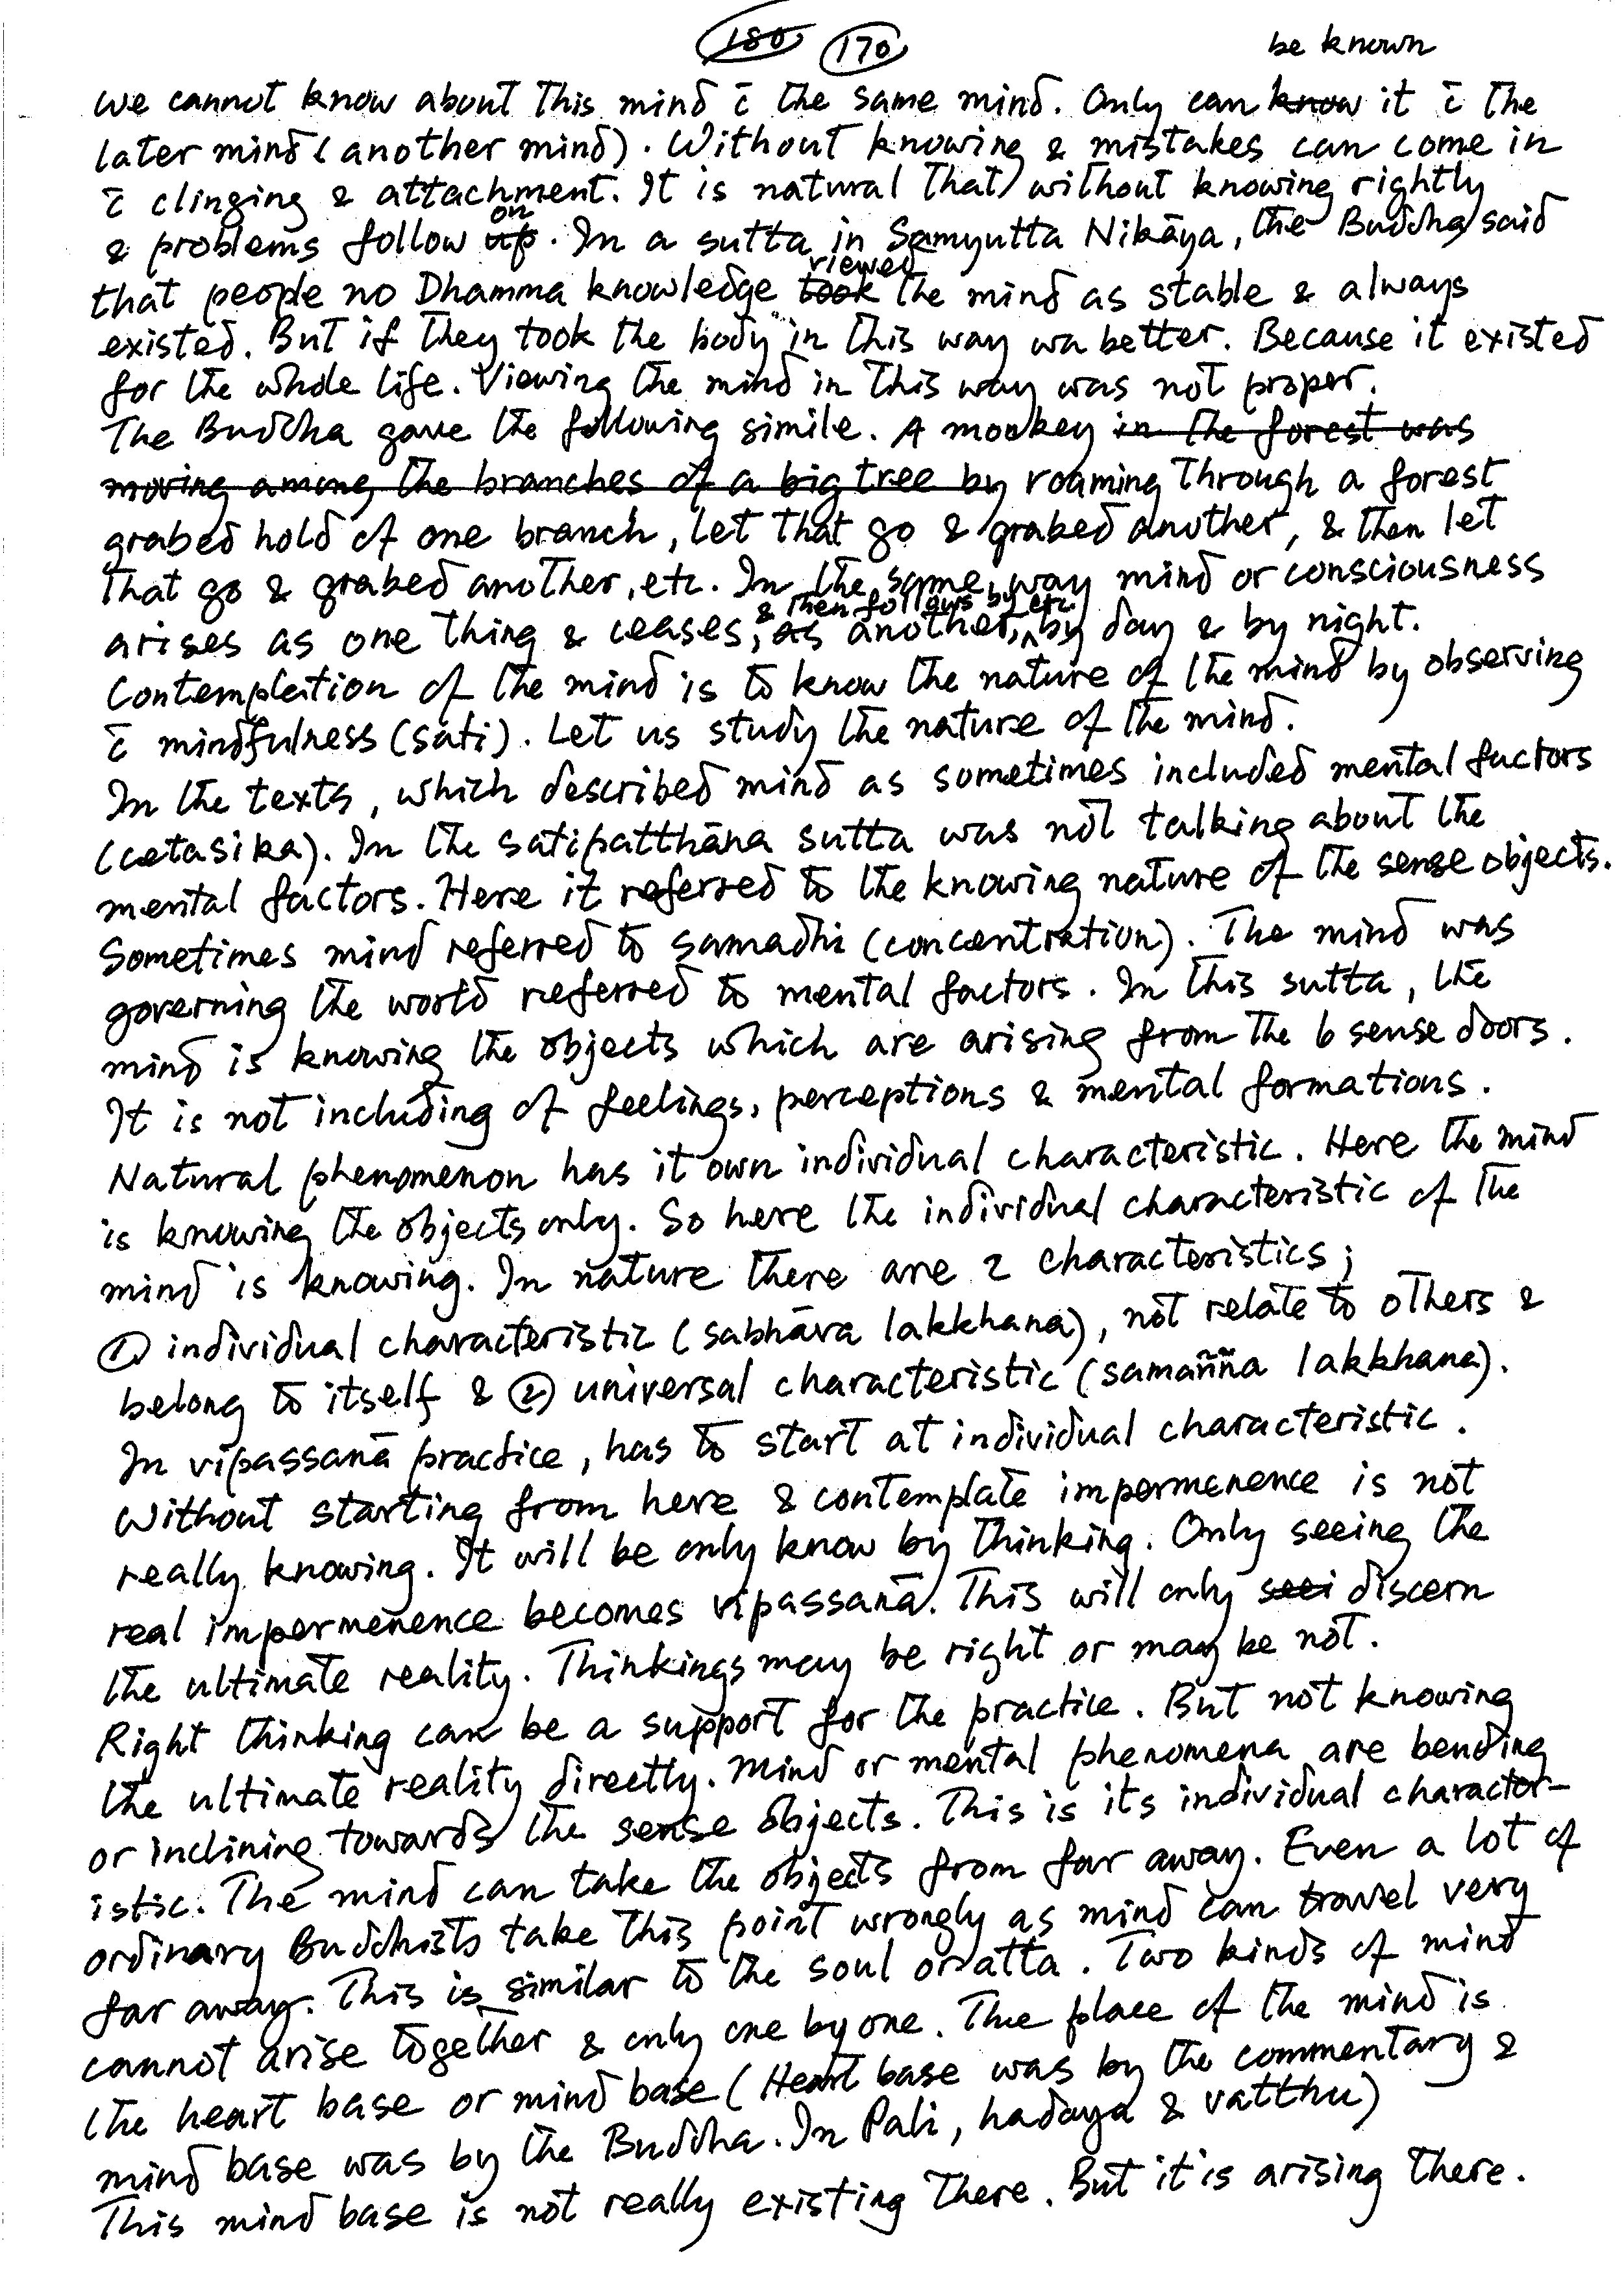 180 170
be known
we cannot know about this mind c̄ the same mind. Only can know it c̄ the
later mind (another mind). Without knowing & mistakes can come in
c̄ clinging & attachment. It is natural that without knowing rightly
on
& problems follow up. In a sutta in Samyutta Nikāya, the Buddha said
viewed
that people no Dhamma knowledge took the mind as stable & always
existed. But if they took the body in this way wa better. Because it existed
for the whole life. Viewing the mind in this way was not proper.
The Buddha gave the following simile. A monkey in the forest was
moving among the branches of a big tree by roaming through a forest
grabed hold of one branch, let that go & grabed another, & then let
that go & grabed another, etc. In the same way mind or consciousness
& then follows by etc.
arises as one thing & ceases, as another, by day & by night.
Contemplation of the mind is to know the nature of the mind by observing
c̄ mindfulness (sati). Let us study the nature of the mind.
In the texts, which described mind as sometimes included mental factors
(cetasika). In the satipatthāna sutta was not talking about the
mental factors. Here it referred to the knowing nature of the sense objects.
Sometimes mind referred to samadhi (concentration). The mind was
governing the world referred to mental factors. In this sutta, the
mind is knowing the objects which are arising from the 6 sense doors.
It is not including of feelings, perceptions & mental formations.
Natural phenomenon has it own individual characteristic. Here the mind
is knowing the objects only. So here the individual characteristic of the
mind is knowing. In nature there are 2 characteristics;
① individual characteristic (sabhāva lakkhana), not relate to others &
belong to itself & ② universal characteristic (samañña lakkhana).
In vipassanā practice, has to start at individual characteristic.
Without starting from here & contemplate impermenence is not
really knowing. It will be only know by thinking. Only seeing the
real impermenence becomes vipassanā. This will only seei discern
the ultimate reality. Thinkings may be right or may be not.
Right thinking can be a support for the practice. But not knowing
the ultimate reality directly. Mind or mental phenomena are bending
or inclining towards the sense objects. This is its individual character-
istic. The mind can take the objects from far away. Even a lot of
ordinary Buddhists take this point wrongly as mind can travel very
far away. This is similar to the soul or atta. Two kinds of mind
cannot arise together & only one by one. The place of the mind is
the heart base or mind base (Heart base was by the commentary &
mind base was by the Buddha. In Pali, hadaya & vatthu)
This mind base is not really existing there. But it is arising there.